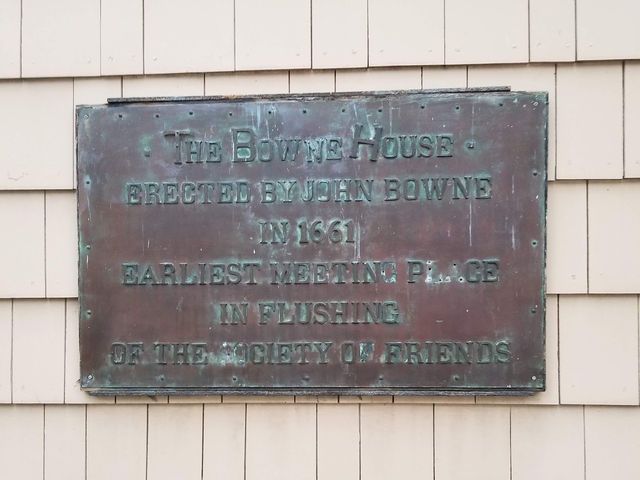 · THE BOWNE HOUSE ·
ERECTED BY JOHN BOWNE
IN 1661
EARLIEST MEETING PLACE
IN FLUSHING
OF THE SOCIETY OF FRIENDS